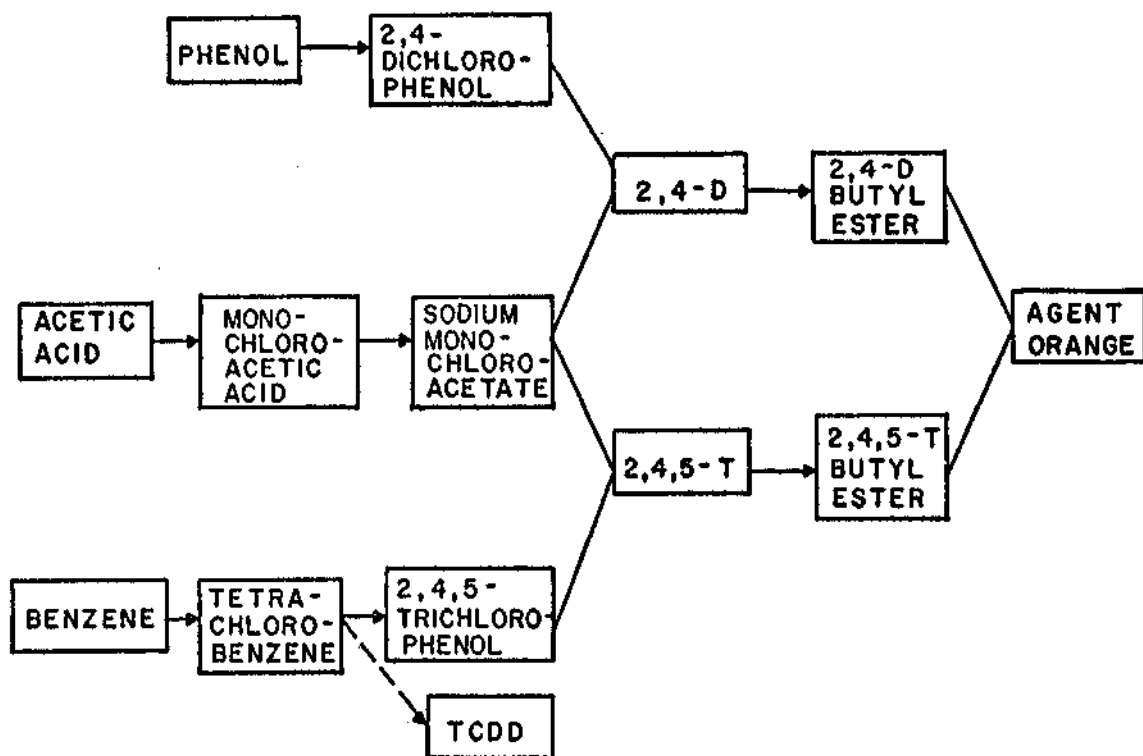 PHENOL
2,4-
DICHLORO-
PHENOL
2,4-D
2,4-D
BUTYL
ESTER
ACETIC
ACID
MONO-
CHLORO-
ACETIC
ACID
SODIUM
MONO-
CHLORO-
ACETATE
AGENT
ORANGE
2,4,5-T
2,4,5-T
BUTYL
ESTER
BENZENE
TETRA-
CHLORO-
BENZENE
2,4,5-
TRICHLORO-
PHENOL
TCDD